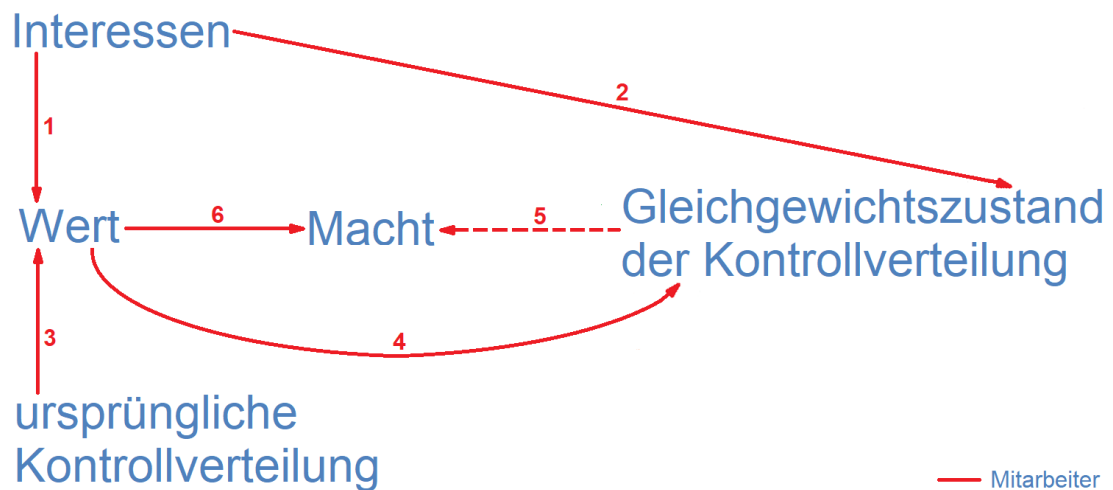 Interessen
2
1
Wert
6
Macht
5
Gleichgewichtszustand
der Kontrollverteilung
3
4
ursprüngliche
Kontrollverteilung
Mitarbeiter